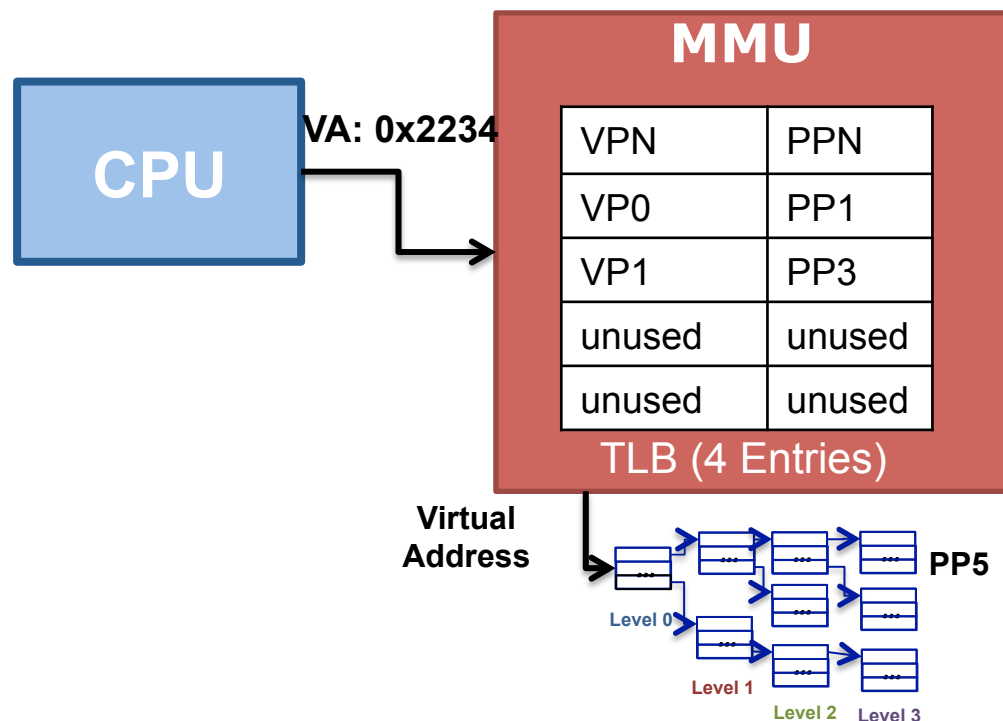 MMU
CPU
VA: 0x2234
VPN PPN
VP0 PP1
VP1 PP3
unused unused
unused unused
TLB (4 Entries)
Virtual
Address
PP5
...
...
...
...
...
...
...
...
...
Level 0
Level 1
Level 2
Level 3